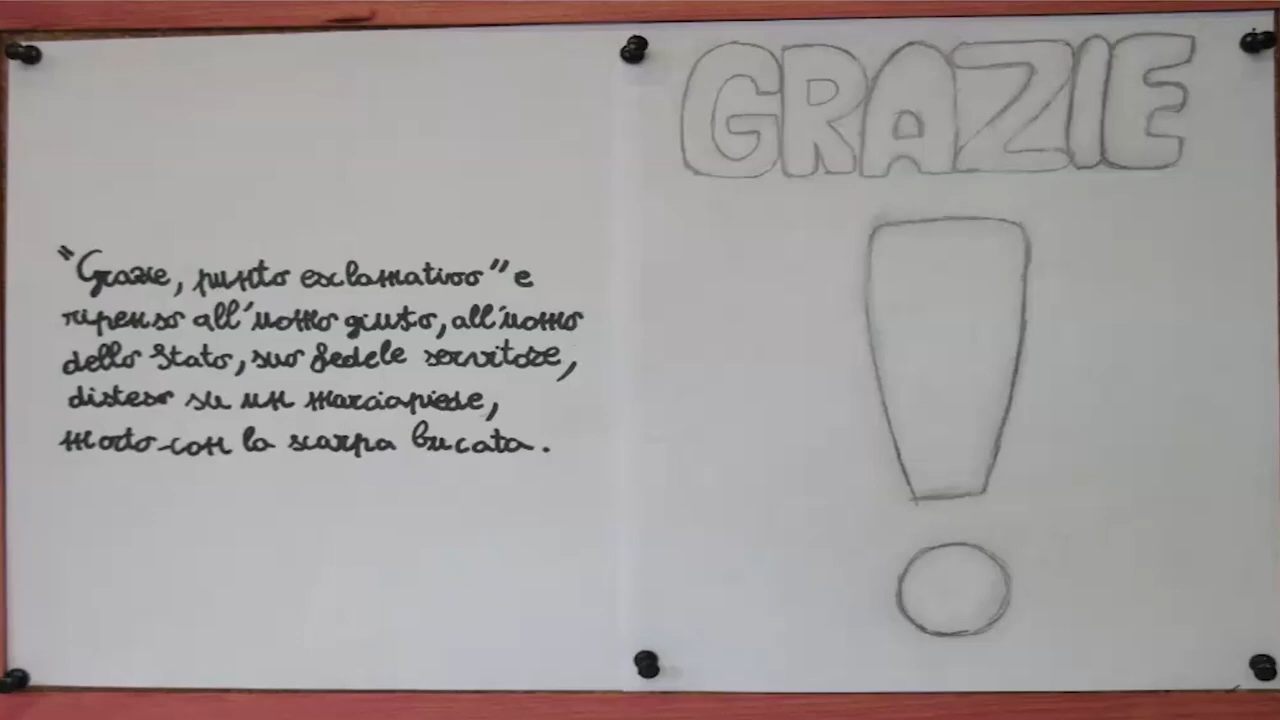 "Grazie, punto esclamativo" e
ripenso all'uomo giusto, all'uomo
dello Stato, suo fedele servitore,
disteso su un marciapiede,
morto con la scarpa bucata.
GRAZIE
!